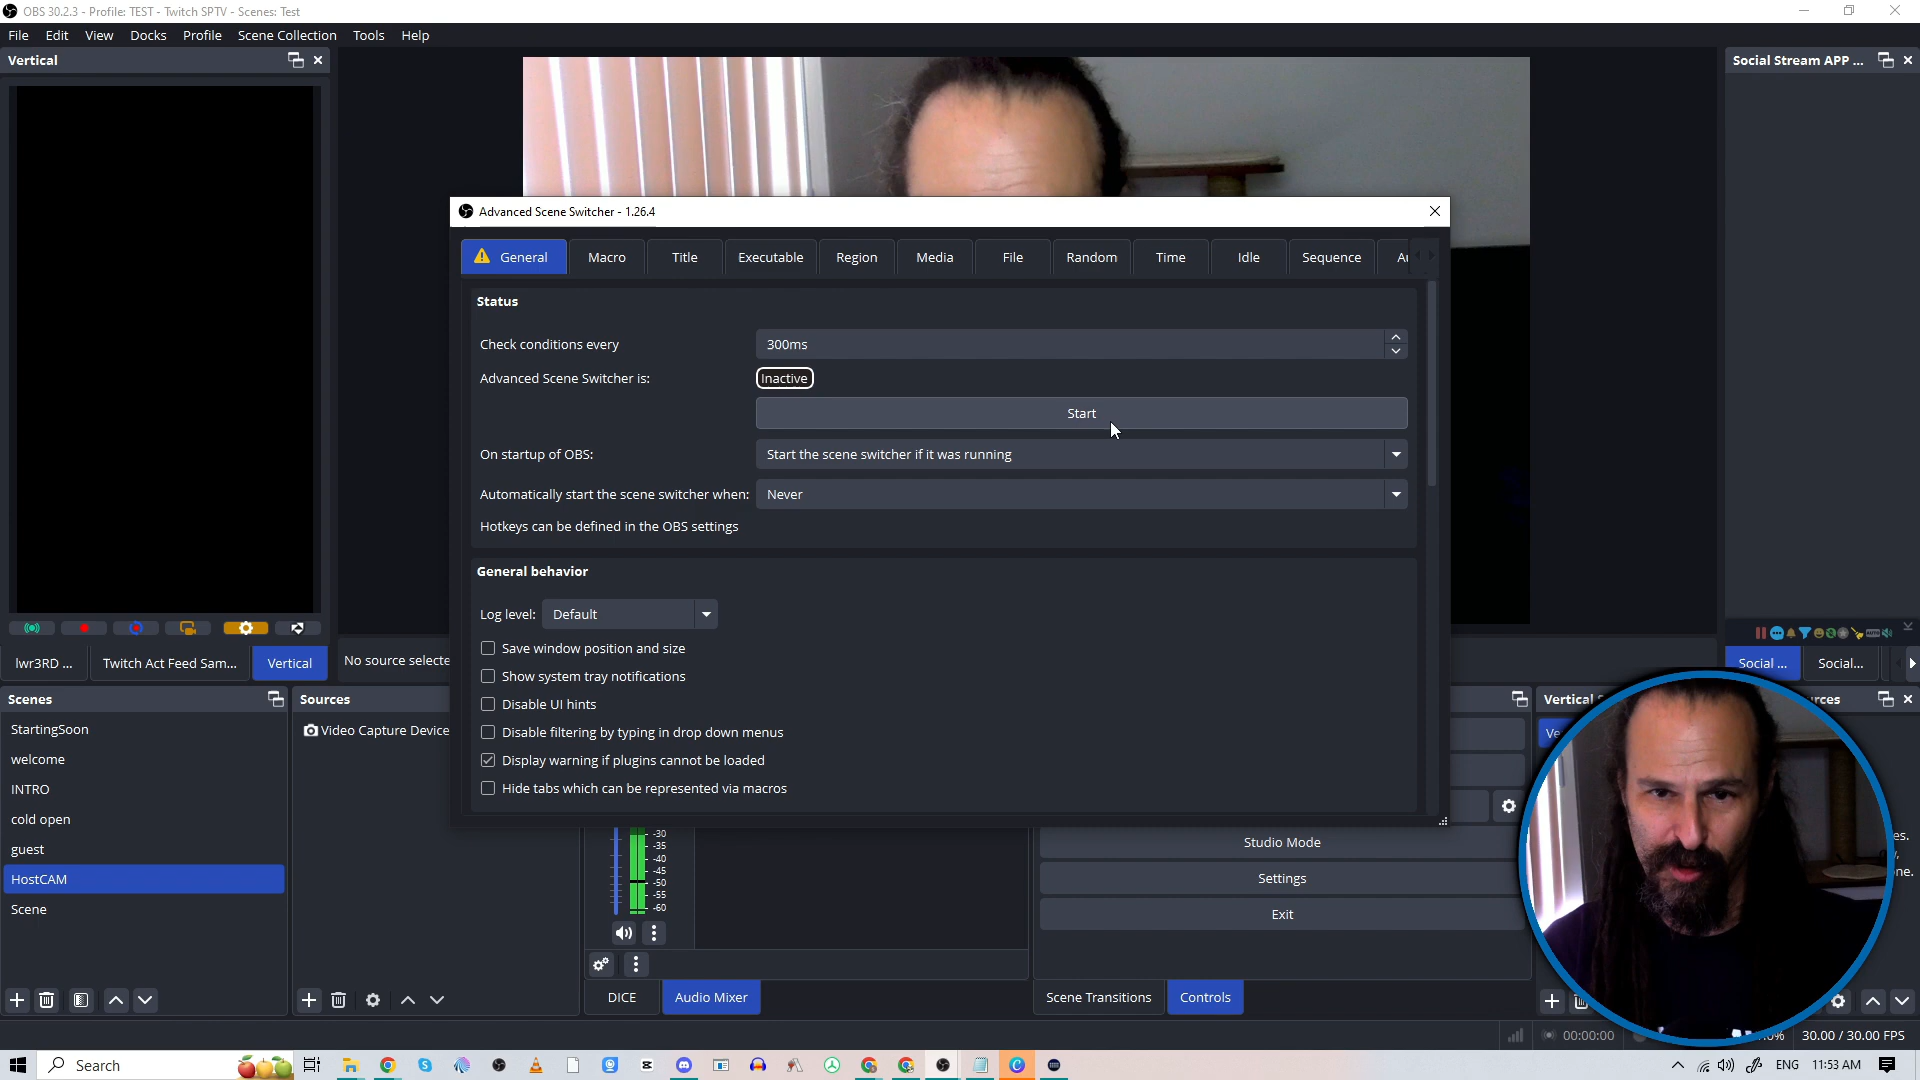 OBS 30.2.3 - Profile: TEST - Twitch SPTV - Scenes: Test
File Edit View Docks Profile Scene Collection Tools Help
Vertical
Social Stream APP ...
Advanced Scene Switcher - 1.26.4
General Macro Title Executable Region Media File Random Time Idle Sequence
Status
Check conditions every 300ms
Advanced Scene Switcher is: Inactive
Start
On startup of OBS: Start the scene switcher if it was running
Automatically start the scene switcher when: Never
Hotkeys can be defined in the OBS settings
General behavior
Log level: Default
Save window position and size
Show system tray notifications
Disable UI hints
Disable filtering by typing in drop down menus
Display warning if plugins cannot be loaded
Hide tabs which can be represented via macros
lwr3RD ... Twitch Act Feed Sam... Vertical
No source selecte
Social ... Social...
Scenes
StartingSoon
welcome
INTRO
cold open
guest
HostCAM
Scene
Sources
Video Capture Device
-30
-35
-40
-45
-50
-55
-60
DICE Audio Mixer
Studio Mode
Settings
Exit
Scene Transitions Controls
Vertical
00:00:00
30.00 / 30.00 FPS
Search
ENG 11:53 AM